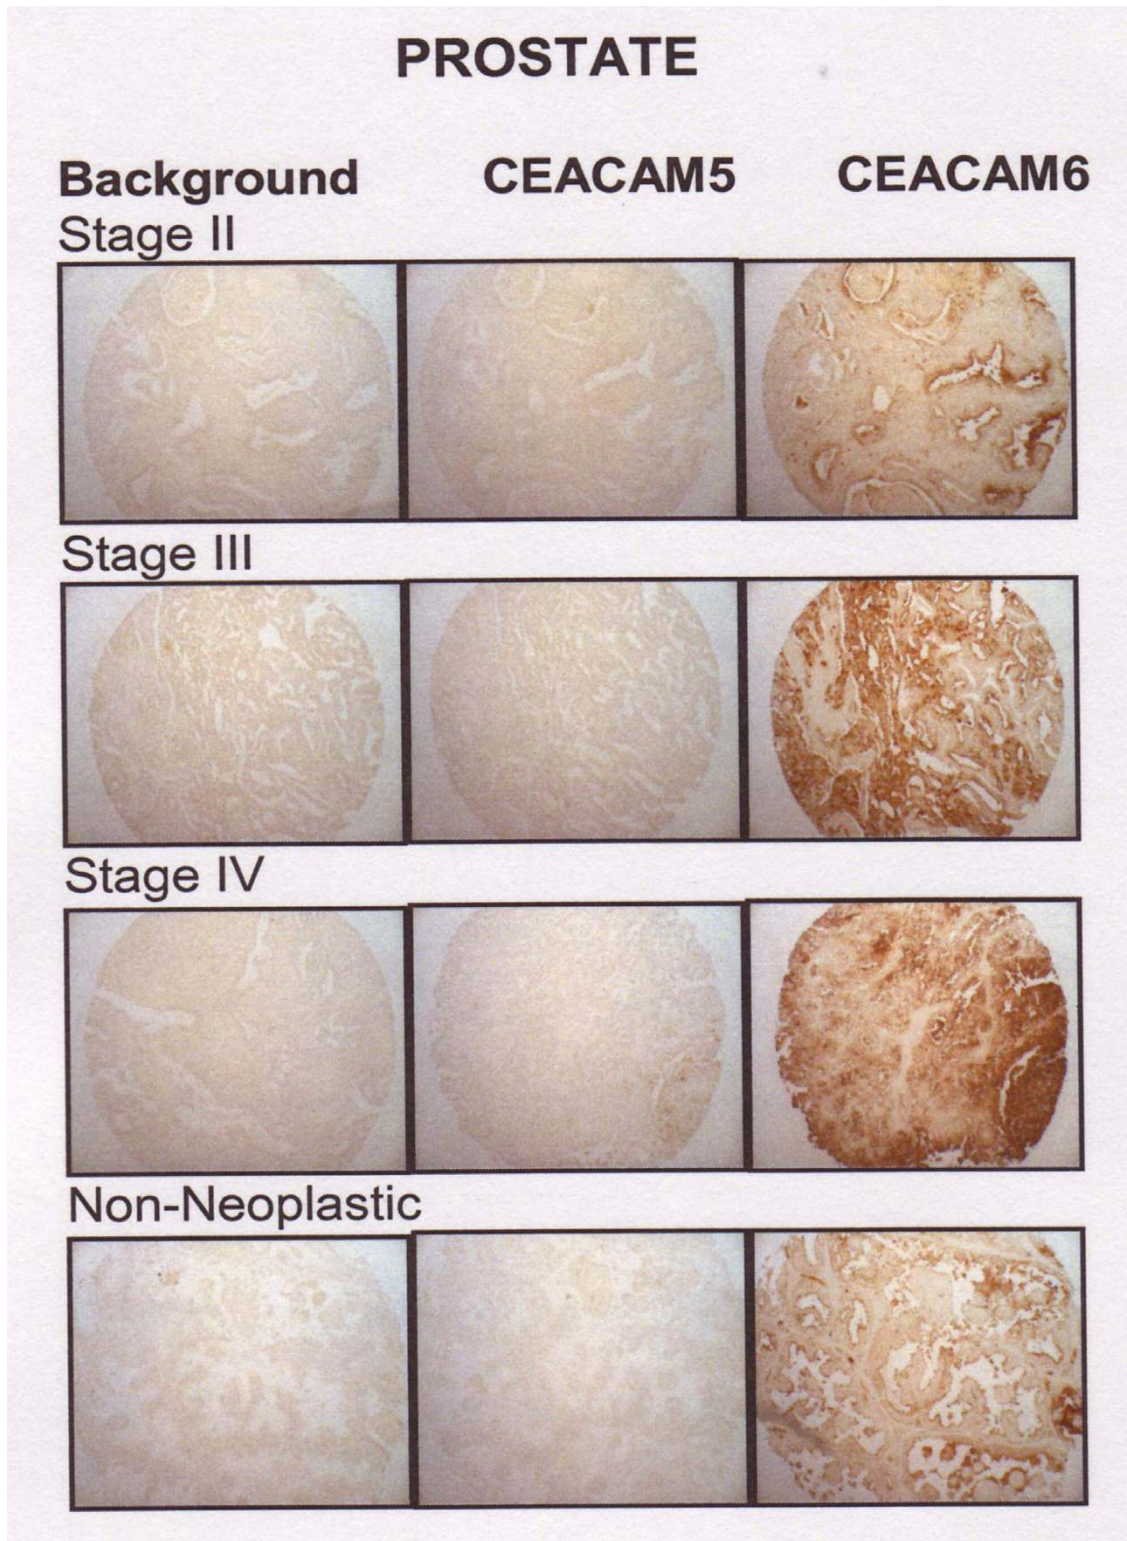 PROSTATE
Background CEACAM5 CEACAM6
Stage II
Stage III
Stage IV
Non-Neoplastic